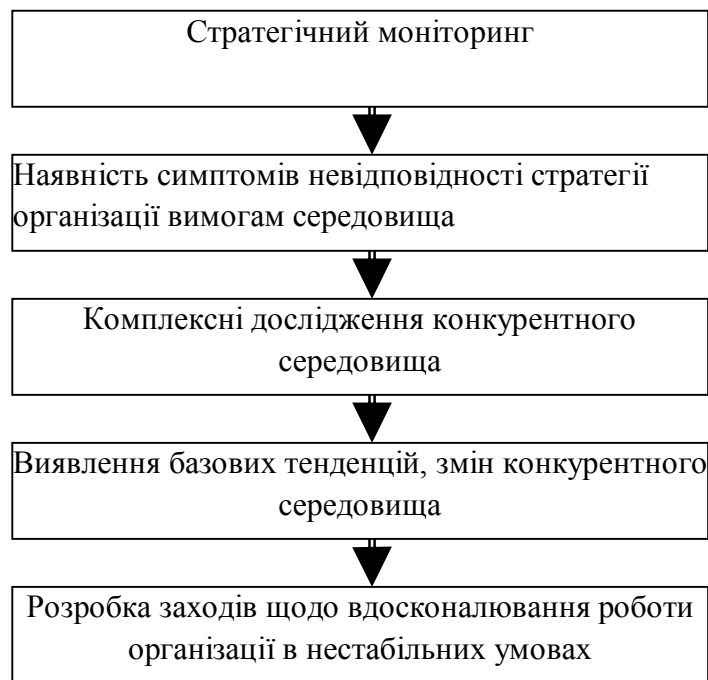 Стратегічний моніторинг
Наявність симптомів невідповідності стратегії
організації вимогам середовища
Комплексні дослідження конкурентного
середовища
Виявлення базових тенденцій, змін конкурентного
середовища
Розробка заходів щодо вдосконалювання роботи
організації в нестабільних умовах